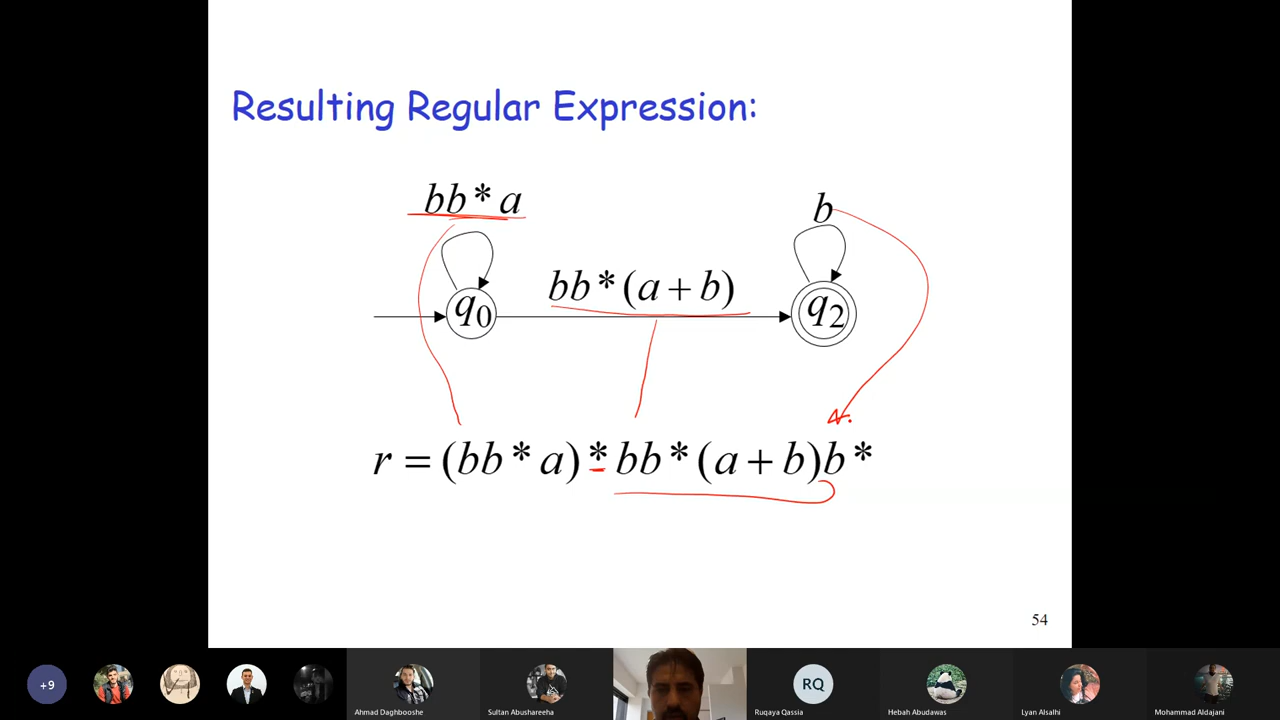 Resulting Regular Expression:
bb*a
b
bb*(a+b)
q0
q2
r = (bb*a)*bb*(a+b)b*
54
+9
Ahmad Daghbooshe
Sultan Abushareeha
RQ
Ruqaya Qassia
Hebah Abudawas
Lyan Alsalhi
Mohammad Aldajani